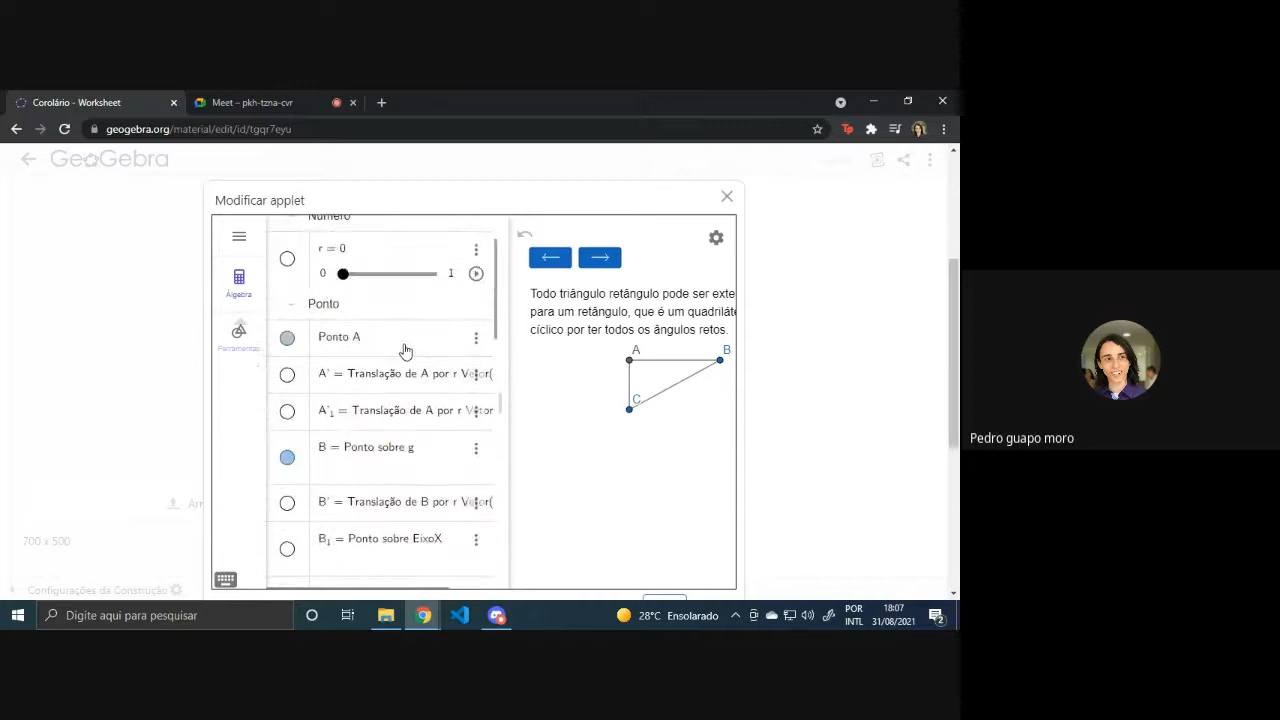 Corolário - Worksheet
Meet – pkh-tzna-cvr
geogebra.org/material/edit/id/tgqr7eyu
GeoGebra
Modificar applet
Número
r = 0
0
1
Álgebra
Ponto
Ferramentas
Ponto A
A' = Translação de A por r Vetor(
A'₁ = Translação de A por r Vetor
B = Ponto sobre g
B' = Translação de B por r Vetor(
B₁ = Ponto sobre EixoX
Todo triângulo retângulo pode ser exte
para um retângulo, que é um quadriláte
cíclico por ter todos os ângulos retos.
A
B
C
700 x 500
Configurações da Construção
Pedro guapo moro
Digite aqui para pesquisar
28°C Ensolarado
POR
INTL
18:07
31/08/2021
2